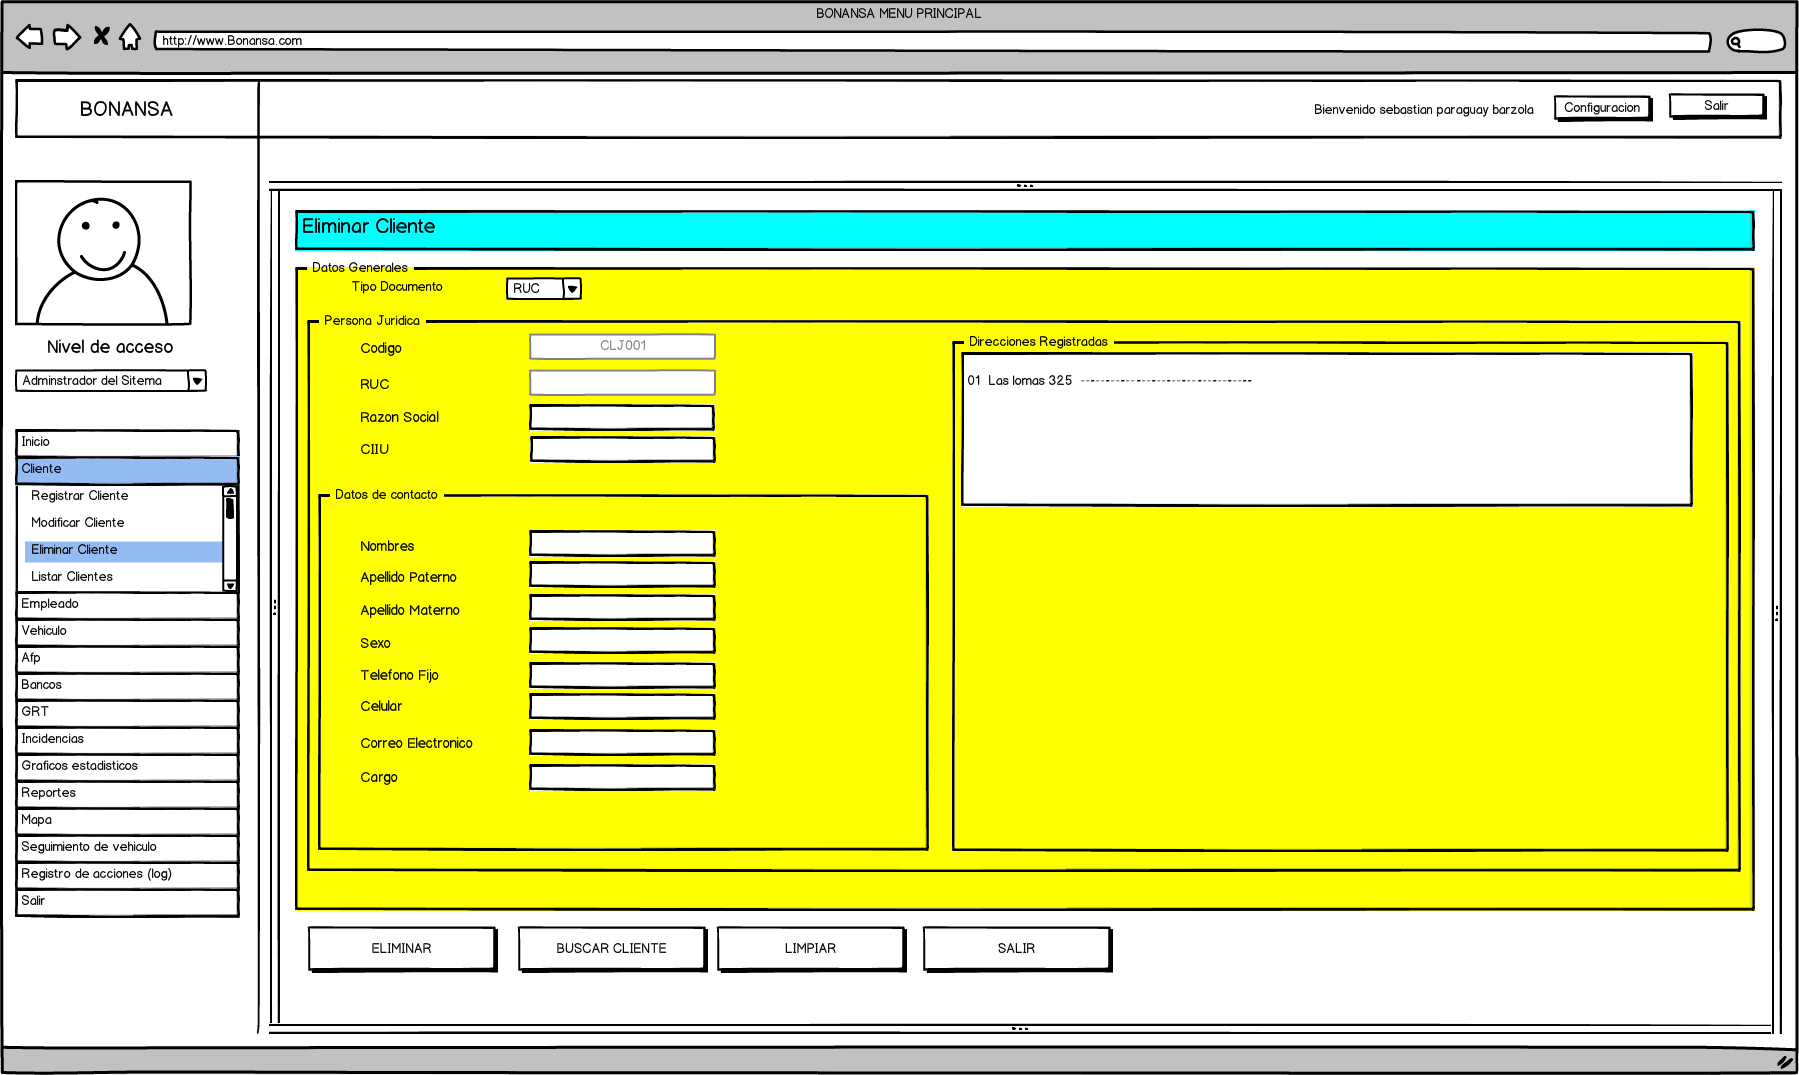 BONANSA MENU PRINCIPAL
http://www.Bonansa.com
BONANSA
Bienvenido sebastian paraguay barzola
Configuracion
Salir
Nivel de acceso
Adminstrador del Sitema
Inicio
Cliente
Registrar Cliente
Modificar Cliente
Eliminar Cliente
Listar Clientes
Empleado
Vehiculo
Afp
Bancos
GRT
Incidencias
Graficos estadisticos
Reportes
Mapa
Seguimiento de vehiculo
Registro de acciones (log)
Salir
Eliminar Cliente
Datos Generales
Tipo Documento
RUC
Persona Juridica
Codigo
CLJ001
RUC
Razon Social
CIIU
Datos de contacto
Nombres
Apellido Paterno
Apellido Materno
Sexo
Telefono Fijo
Celular
Correo Electronico
Cargo
Direcciones Registradas
01 Las lomas 325 ----------------------------------
ELIMINAR
BUSCAR CLIENTE
LIMPIAR
SALIR